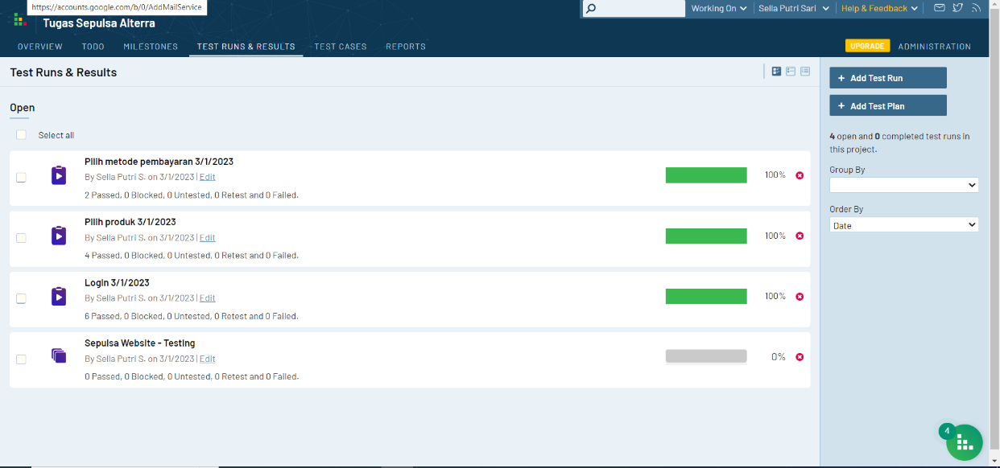 https://accounts.google.com/b/0/AddMailService
Tugas Sepulsa Alterra
Working On
Sella Putri Sari
Help & Feedback
OVERVIEW TODO MILESTONES TEST RUNS & RESULTS TEST CASES REPORTS
UPGRADE ADMINISTRATION
Test Runs & Results
Open
Select all
Pilih metode pembayaran 3/1/2023
By Sella Putri S. on 3/1/2023 | Edit
2 Passed, 0 Blocked, 0 Untested, 0 Retest and 0 Failed.
100%
Pilih produk 3/1/2023
By Sella Putri S. on 3/1/2023 | Edit
4 Passed, 0 Blocked, 0 Untested, 0 Retest and 0 Failed.
100%
Login 3/1/2023
By Sella Putri S. on 3/1/2023 | Edit
6 Passed, 0 Blocked, 0 Untested, 0 Retest and 0 Failed.
100%
Sepulsa Website - Testing
By Sella Putri S. on 3/1/2023 | Edit
0 Passed, 0 Blocked, 0 Untested, 0 Retest and 0 Failed.
0%
+ Add Test Run
+ Add Test Plan
4 open and 0 completed test runs in
this project.
Group By
Order By
Date
4